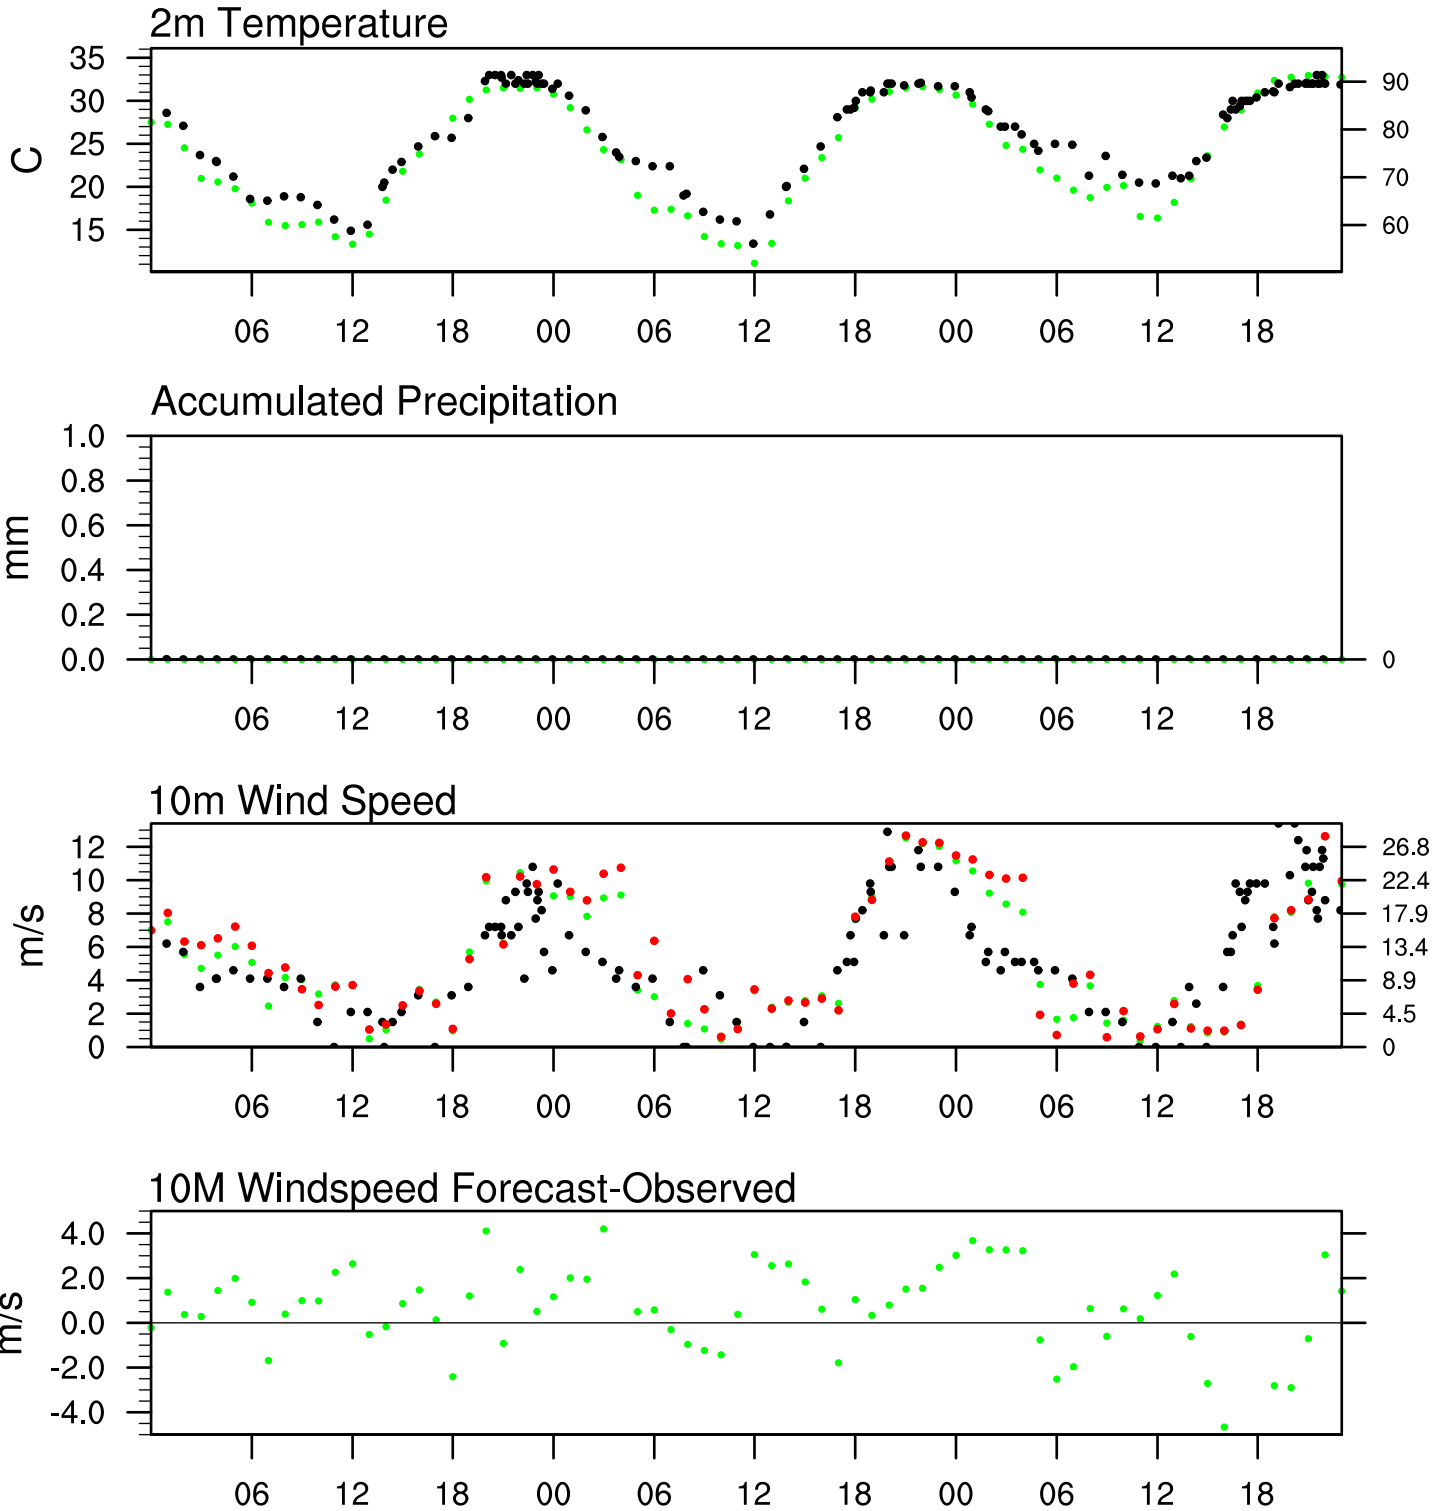 2m Temperature
35
30
25
20
15
C
90
80
70
60
06 12 18 00 06 12 18 00 06 12 18
Accumulated Precipitation
1.0
0.8
0.6
0.4
0.2
0.0
mm
0
06 12 18 00 06 12 18 00 06 12 18
10m Wind Speed
12
10
8
6
4
2
0
m/s
26.8
22.4
17.9
13.4
8.9
4.5
0
06 12 18 00 06 12 18 00 06 12 18
10M Windspeed Forecast-Observed
4.0
2.0
0.0
-2.0
-4.0
m/s
06 12 18 00 06 12 18 00 06 12 18